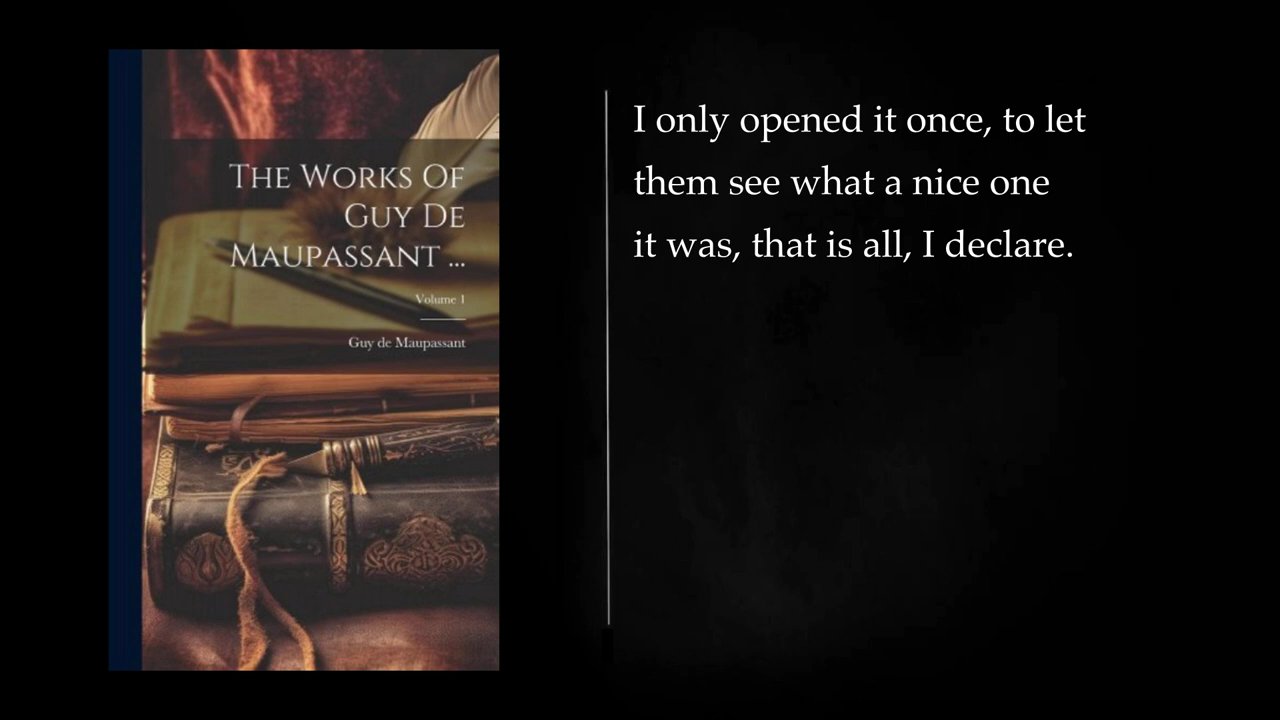 The Works Of
Guy De
Maupassant ...
Volume 1
Guy de Maupassant
I only opened it once, to let
them see what a nice one
it was, that is all, I declare.